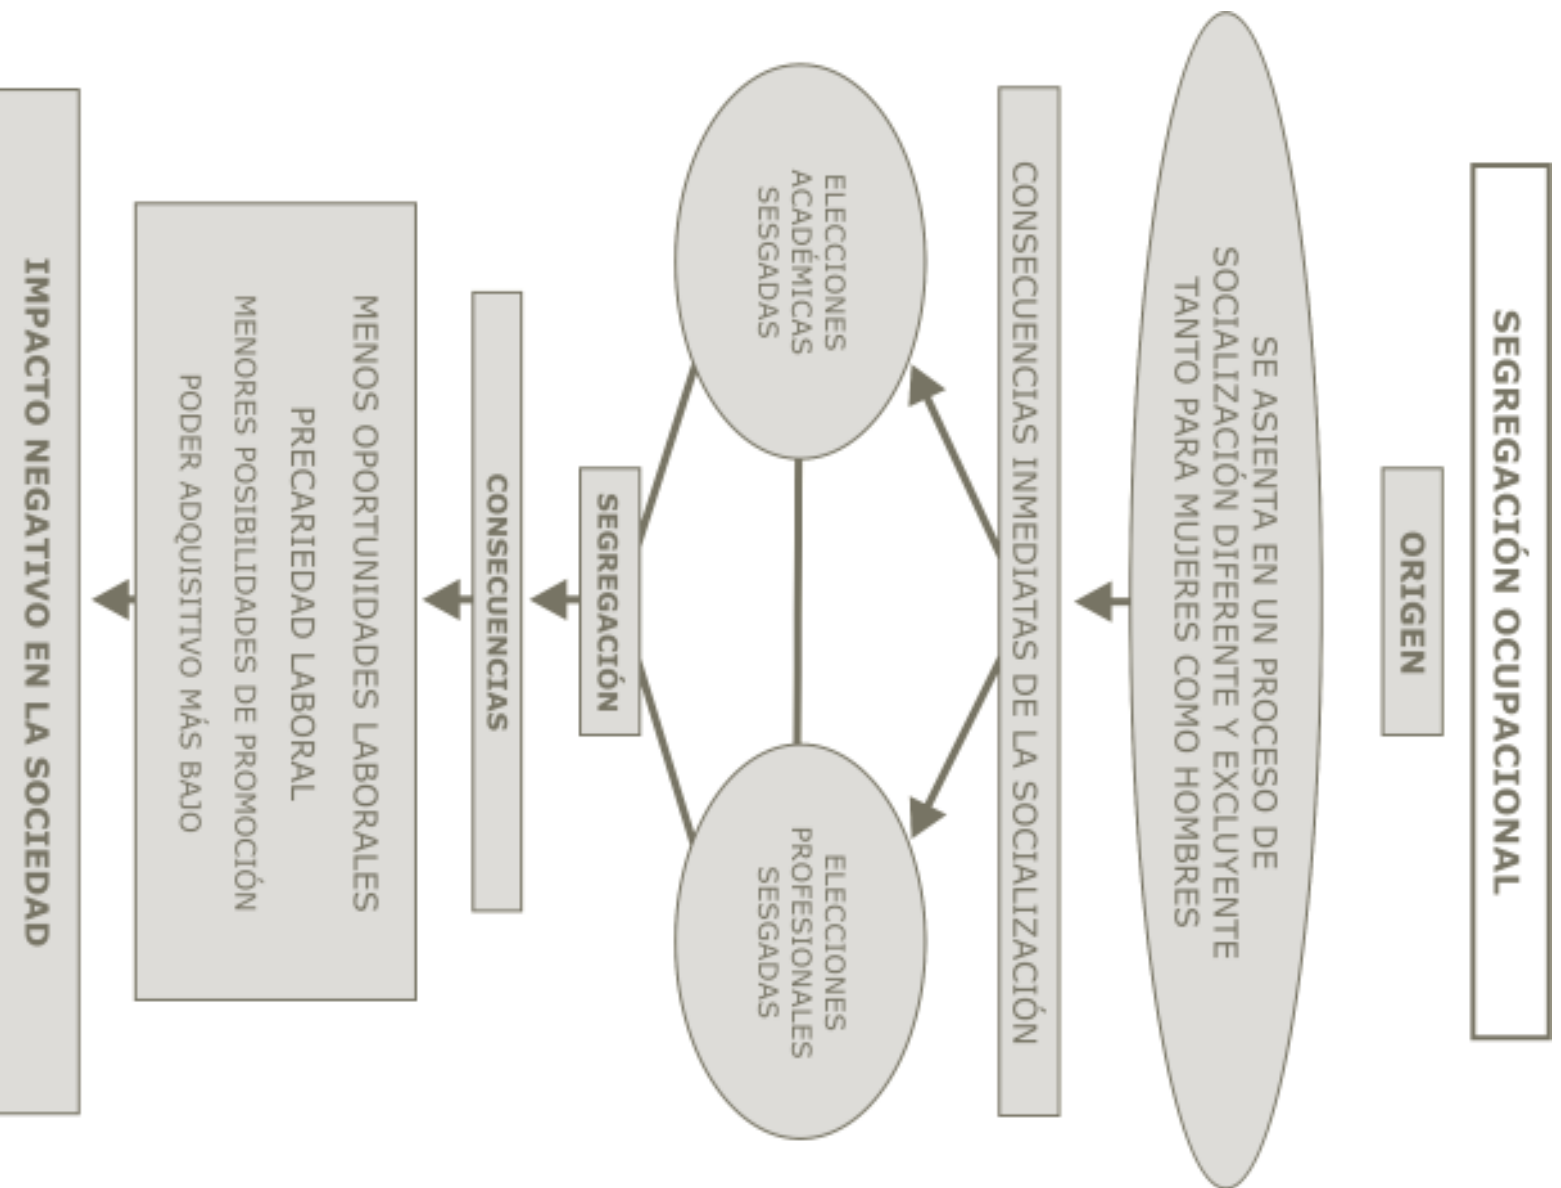 SEGREGACIÓN OCUPACIONAL
ORIGEN
SE ASIENTA EN UN PROCESO DE
SOCIALIZACIÓN DIFERENTE Y EXCLUYENTE
TANTO PARA MUJERES COMO HOMBRES
CONSECUENCIAS INMEDIATAS DE LA SOCIALIZACIÓN
ELECCIONES
ACADÉMICAS
SESGADAS
ELECCIONES
PROFESIONALES
SESGADAS
SEGREGACIÓN
CONSECUENCIAS
MENOS OPORTUNIDADES LABORALES
PRECARIEDAD LABORAL
MENORES POSIBILIDADES DE PROMOCIÓN
PODER ADQUISITIVO MÁS BAJO
IMPACTO NEGATIVO EN LA SOCIEDAD